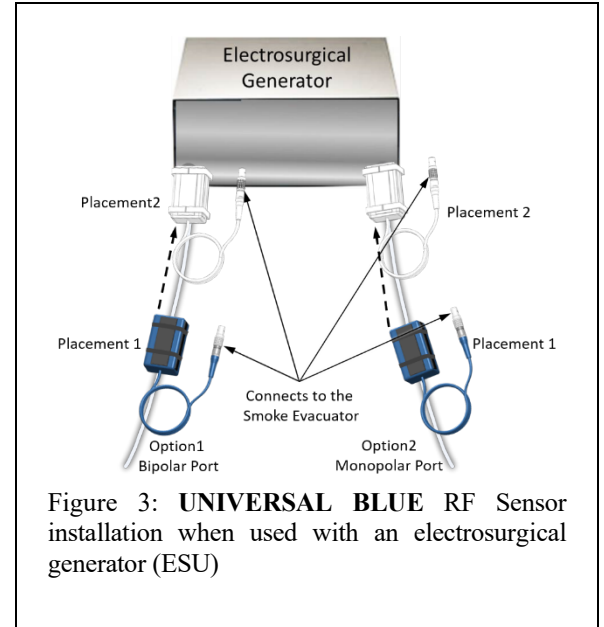 Electrosurgical
Generator
Placement2
Placement 2
Placement 1
Placement 1
Connects to the
Smoke Evacuator
Option1
Bipolar Port
Option2
Monopolar Port
Figure 3: UNIVERSAL BLUE RF Sensor
installation when used with an electrosurgical
generator (ESU)